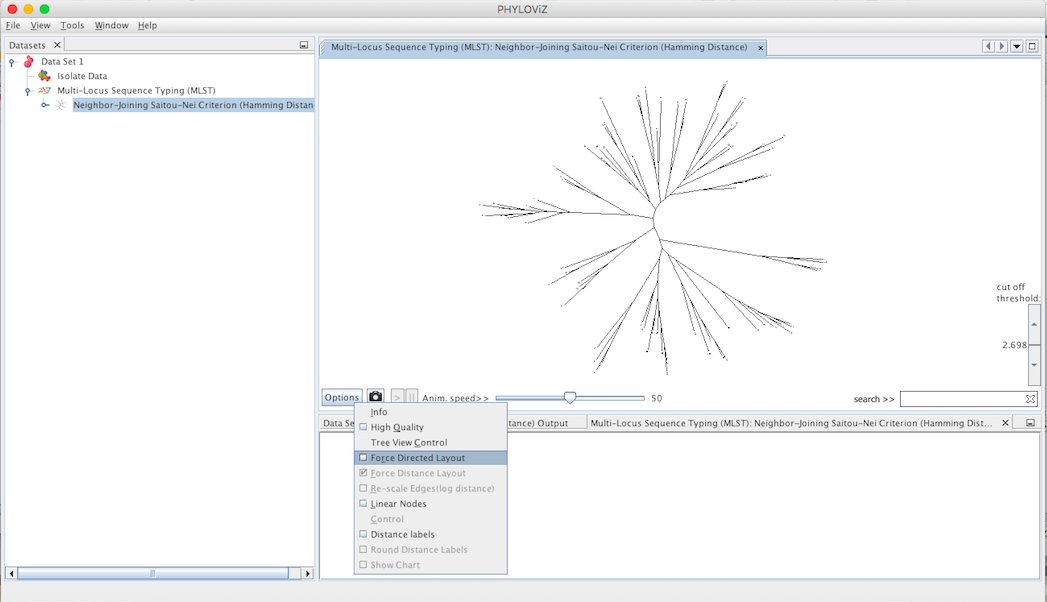 PHYLOViZ
File View Tools Window Help
Datasets
Data Set 1
Isolate Data
Multi-Locus Sequence Typing (MLST)
Neighbor-Joining Saitou-Nei Criterion (Hamming Distan
Multi-Locus Sequence Typing (MLST): Neighbor-Joining Saitou-Nei Criterion (Hamming Distance)
cut off
threshold:
2.698
Options > || Anim. speed>> 50 search >>
Data Se
tance) Output
Multi-Locus Sequence Typing (MLST): Neighbor-Joining Saitou-Nei Criterion (Hamming Dist...
Info
High Quality
Tree View Control
Force Directed Layout
Force Distance Layout
Re-scale Edges(log distance)
Linear Nodes
Control
Distance labels
Round Distance Labels
Show Chart